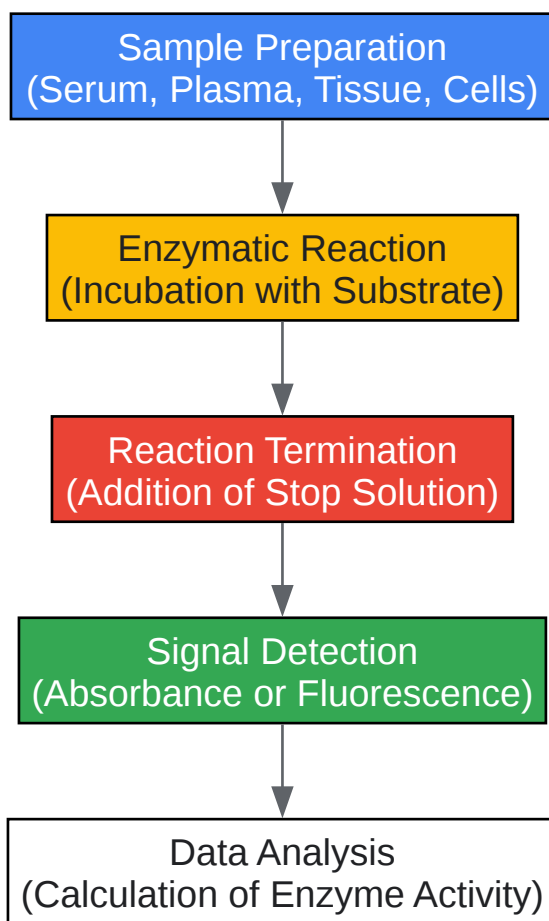 Sample Preparation
(Serum, Plasma, Tissue, Cells)
Enzymatic Reaction
(Incubation with Substrate)
Reaction Termination
(Addition of Stop Solution)
Signal Detection
(Absorbance or Fluorescence)
Data Analysis
(Calculation of Enzyme Activity)